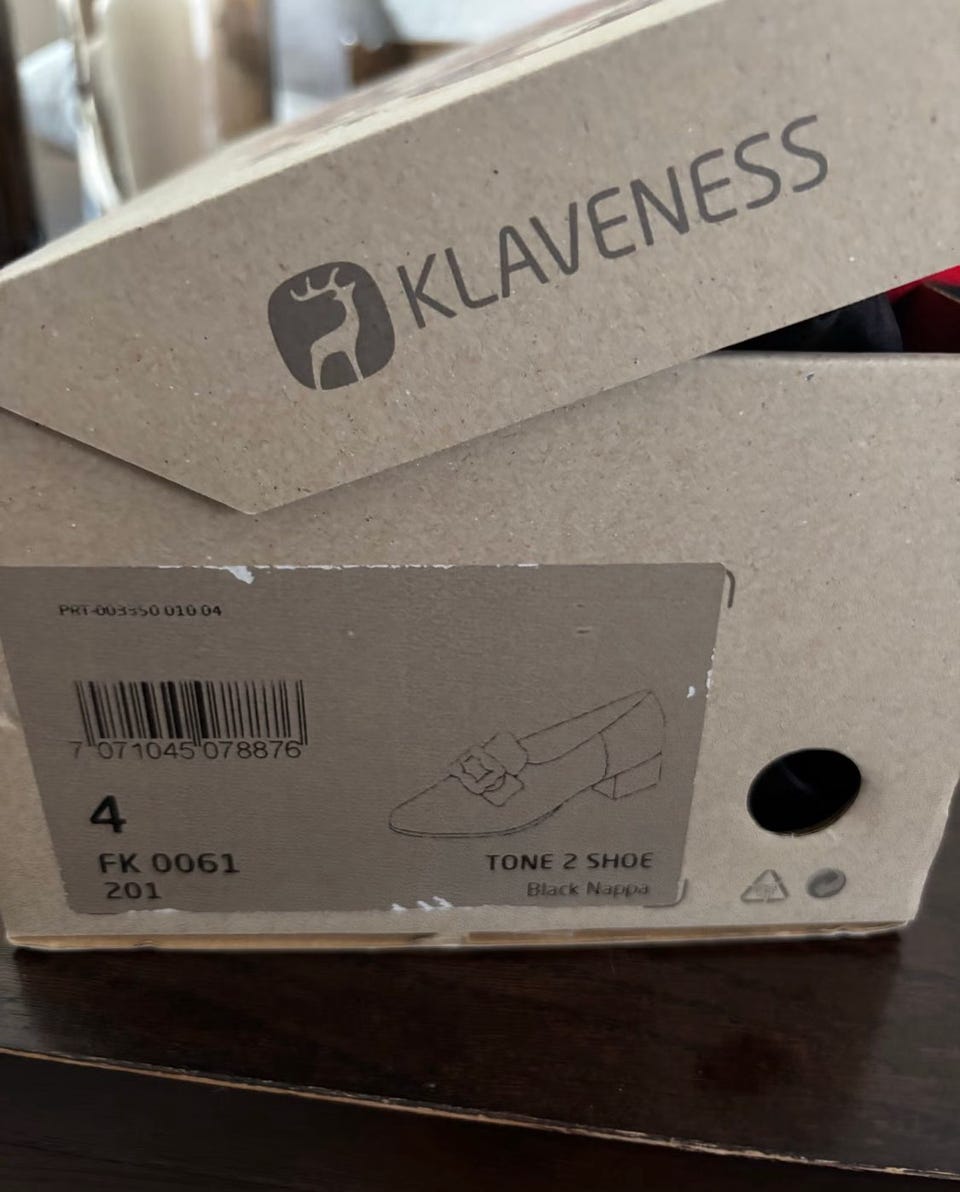 KLAVENESS
PRT-003350 010 04
7 071045 078876
4
FK 0061
201
TONE 2 SHOE
Black Nappa